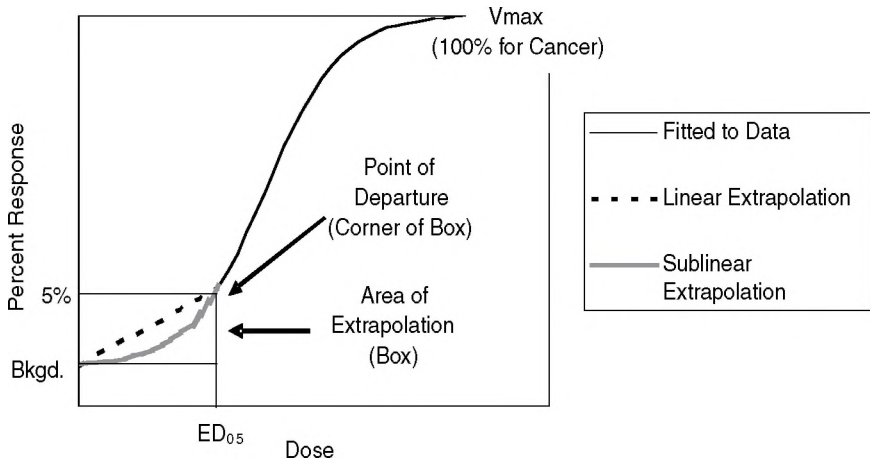 Vmax
(100% for Cancer)
Percent Response
Point of
Departure
(Corner of Box)
5%
Area of
Extrapolation
(Box)
Bkgd.
ED05
Dose
Fitted to Data
Linear Extrapolation
Sublinear
Extrapolation